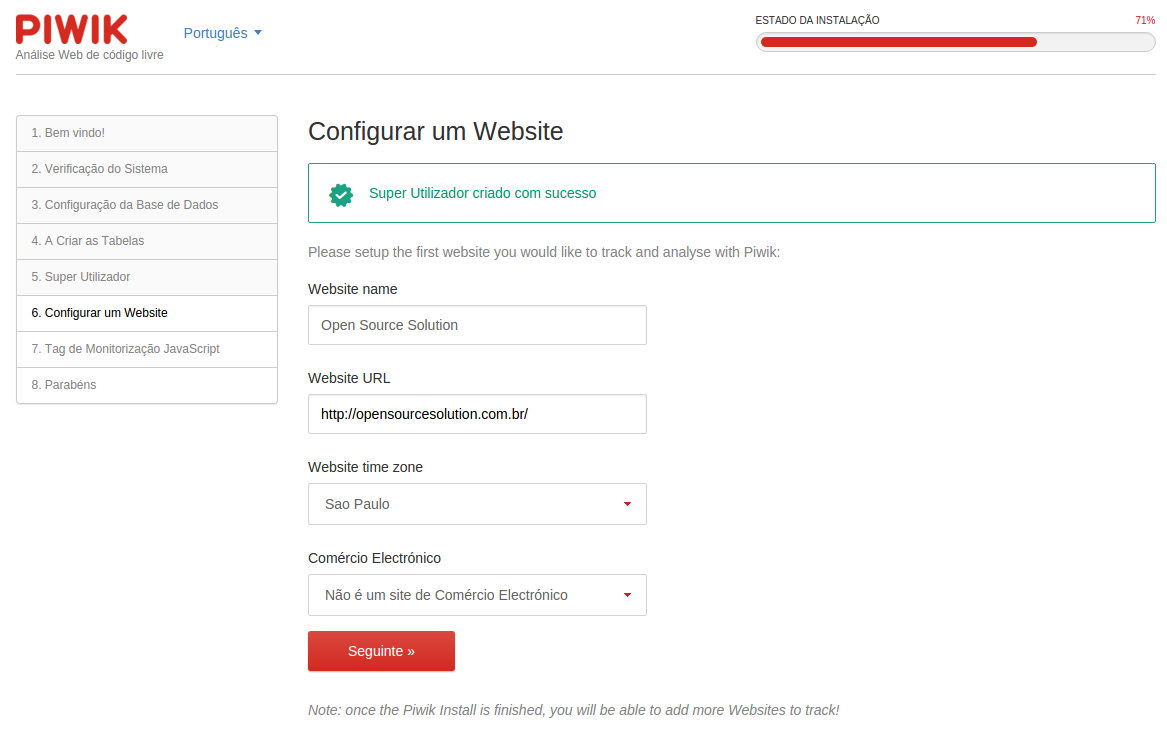 PIWIK
Análise Web de código livre
Português
ESTADO DA INSTALAÇÃO
71%
1. Bem vindo!
2. Verificação do Sistema
3. Configuração da Base de Dados
4. A Criar as Tabelas
5. Super Utilizador
6. Configurar um Website
7. Tag de Monitorização JavaScript
8. Parabéns
Configurar um Website
Super Utilizador criado com sucesso
Please setup the first website you would like to track and analyse with Piwik:
Website name
Open Source Solution
Website URL
http://opensourcesolution.com.br/
Website time zone
Sao Paulo
Comércio Electrónico
Não é um site de Comércio Electrónico
Seguinte »
Note: once the Piwik Install is finished, you will be able to add more Websites to track!